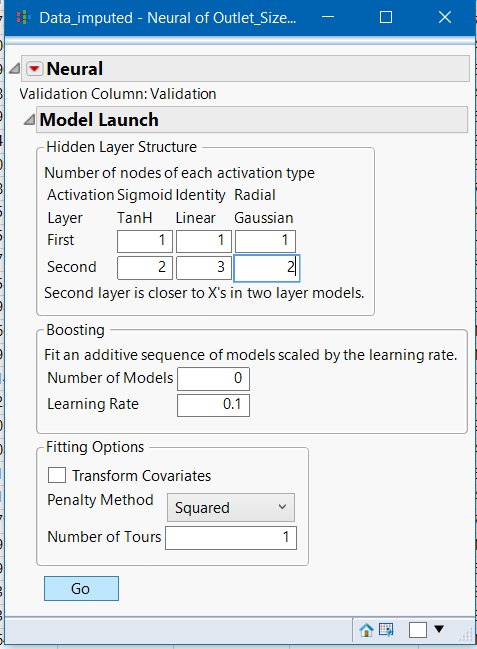 Data_imputed - Neural of Outlet_Size...
Neural
Validation Column: Validation
Model Launch
Hidden Layer Structure
Number of nodes of each activation type
Activation Sigmoid Identity Radial
Layer TanH Linear Gaussian
First 1 1 1
Second 2 3 2
Second layer is closer to X's in two layer models.
Boosting
Fit an additive sequence of models scaled by the learning rate.
Number of Models 0
Learning Rate 0.1
Fitting Options
Transform Covariates
Penalty Method Squared
Number of Tours 1
Go